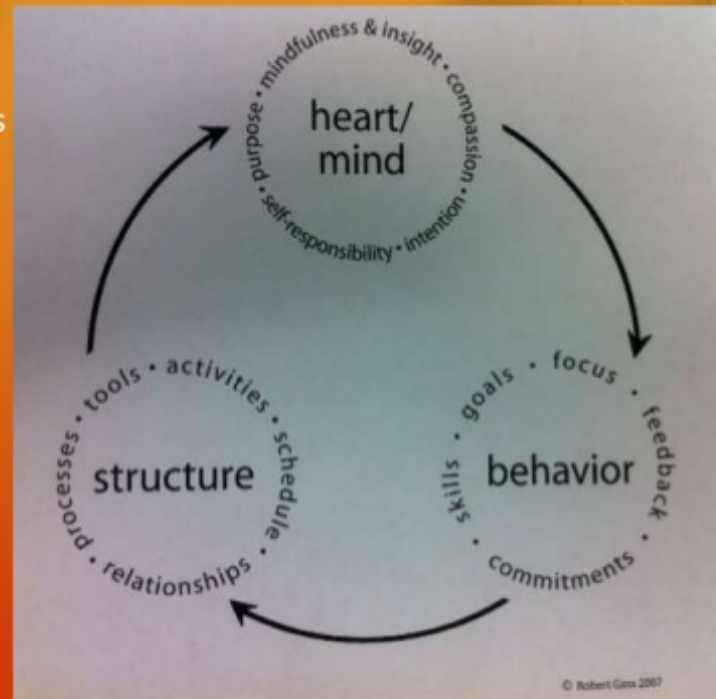 s
mindfulness & insight • compassion • intention • self-responsibility • purpose •
heart/
mind
tools • activities • schedule • relationships • processes •
structure
goals • focus • feedback • commitments • skills •
behavior
© Robert Gass 2007